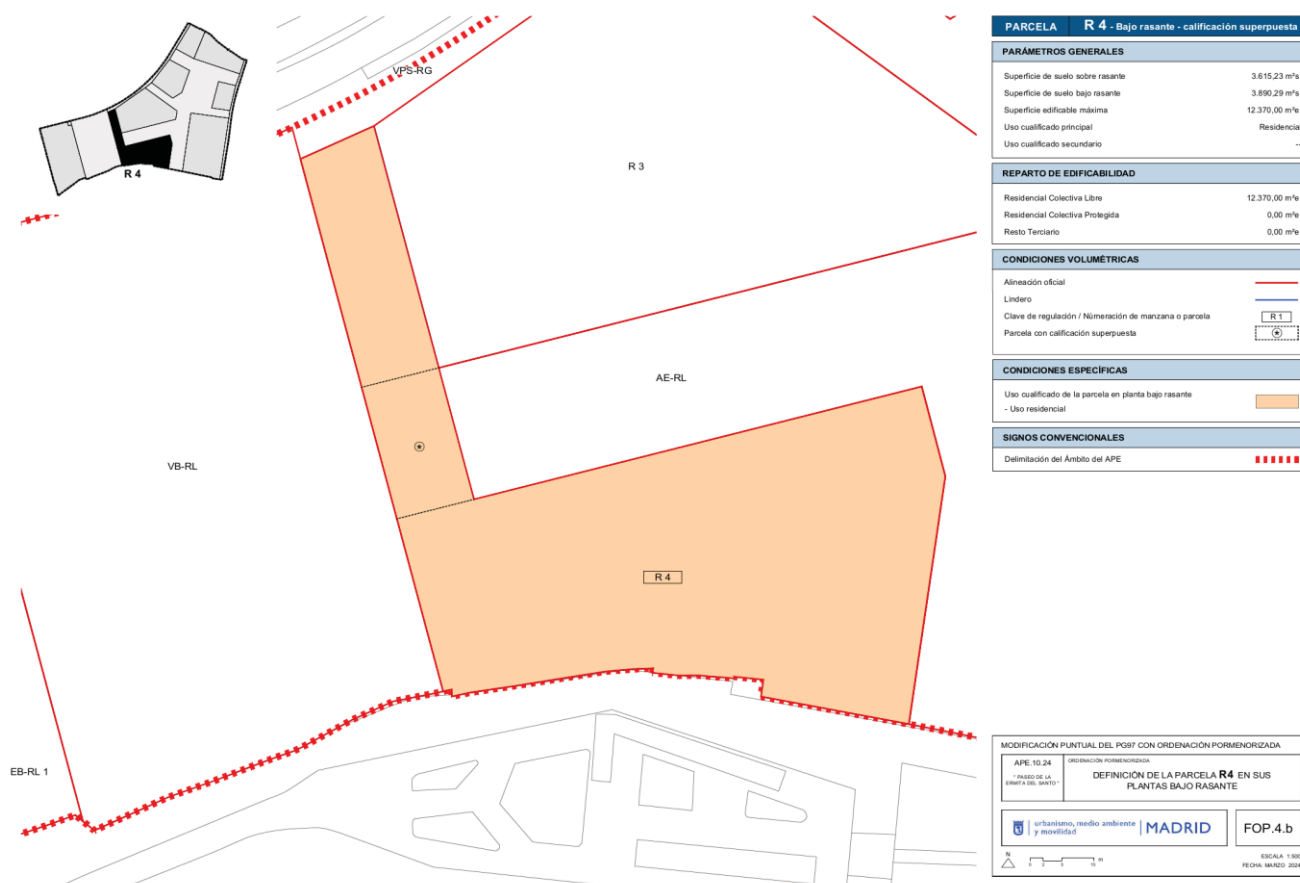 VPS-RG
R 3
R 4
AE-RL
VB-RL
R 4
EB-RL 1
PARCELA R 4 - Bajo rasante - calificación superpuesta
PARÁMETROS GENERALES
Superficie de suelo sobre rasante 3.615,23 m²s
Superficie de suelo bajo rasante 3.890,29 m²s
Superficie edificable máxima 12.370,00 m²e
Uso cualificado principal Residencial
Uso cualificado secundario --
REPARTO DE EDIFICABILIDAD
Residencial Colectiva Libre 12.370,00 m²e
Residencial Colectiva Protegida 0,00 m²e
Resto Terciario 0,00 m²e
CONDICIONES VOLUMÉTRICAS
Alineación oficial
Lindero
Clave de regulación / Númeración de manzana o parcela R 1
Parcela con calificación superpuesta
CONDICIONES ESPECÍFICAS
Uso cualificado de la parcela en planta bajo rasante
- Uso residencial
SIGNOS CONVENCIONALES
Delimitación del Ámbito del APE
MODIFICACIÓN PUNTUAL DEL PG97 CON ORDENACIÓN PORMENORIZADA
APE.10.24
" PASEO DE LA
ERMITA DEL SANTO "
ORDENACIÓN PORMENORIZADA
DEFINICIÓN DE LA PARCELA R4 EN SUS
PLANTAS BAJO RASANTE
urbanismo, medio ambiente
y movilidad
MADRID
FOP.4.b
N
m
ESCALA 1:500
FECHA: MARZO 2024